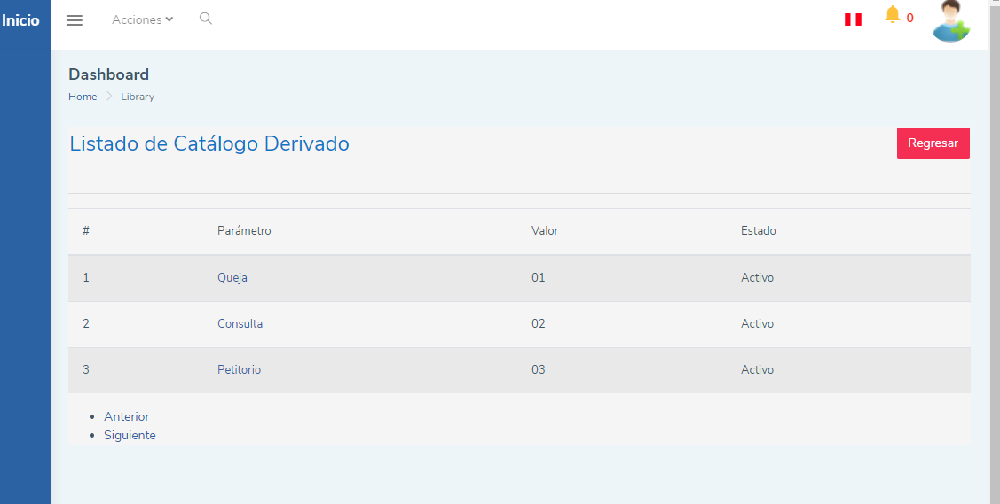 Inicio
Acciones
0
Dashboard
Home Library
Listado de Catálogo Derivado
Regresar
# Parámetro Valor Estado
1 Queja 01 Activo
2 Consulta 02 Activo
3 Petitorio 03 Activo
Anterior
Siguiente